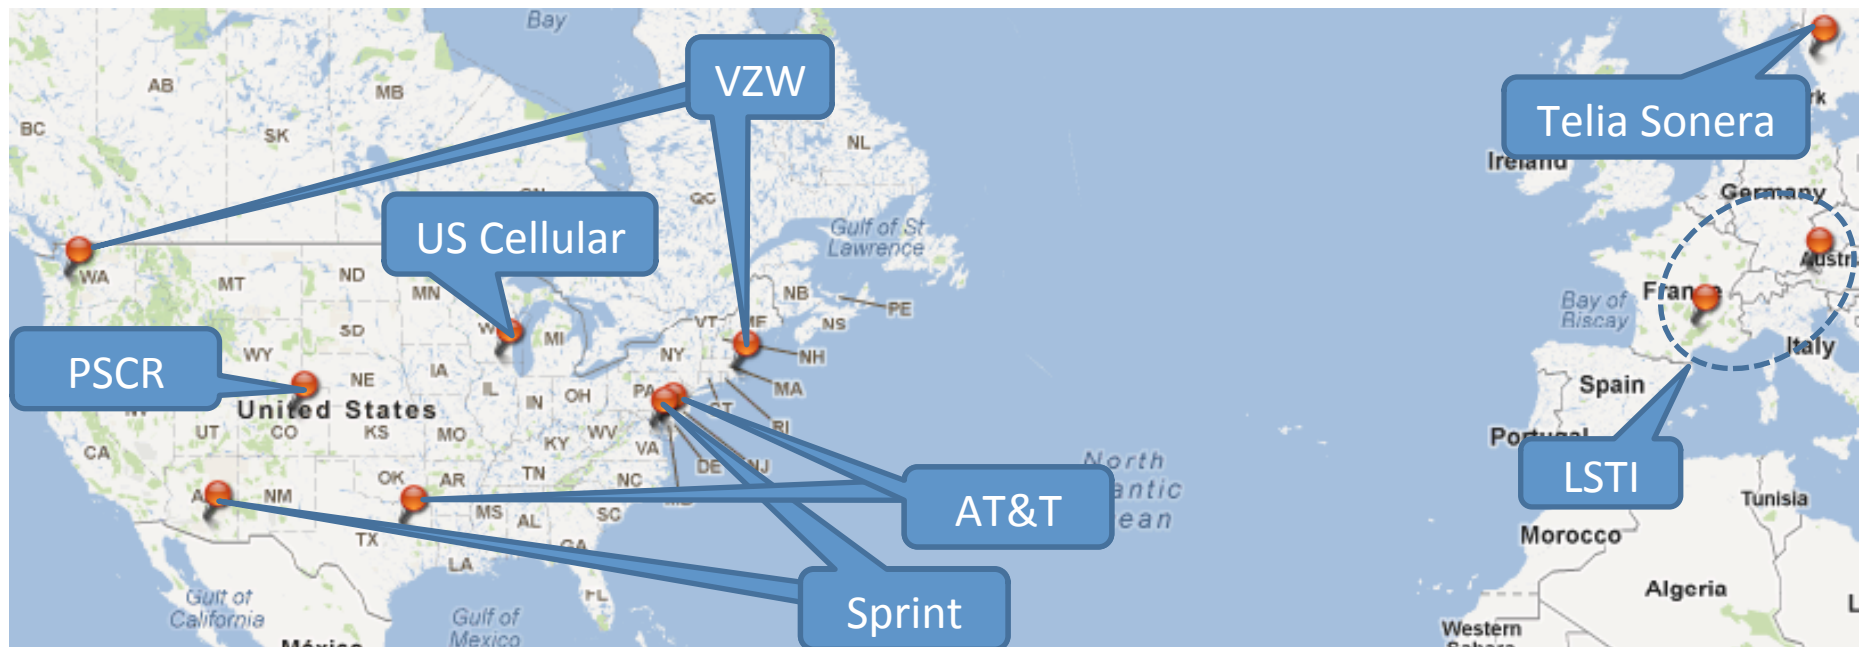 Bay
VZW
AB
MB
BC
SK
NL
Telia Sonera
Ireland
Germany
QC
US Cellular
Gulf of St
Lawrence
WA
MT
ND
MN
NB
PE
NS
VT
ME
Bay of
Biscay
France
Italy
SD
MI
NY
NH
WY
PSCR
NE
IA
IL
IN
OH
PA
MA
RI
Spain
United States
UT
CO
KS
MO
KY
WV
VA
DE
NJ
CA
Portugal
North
LSTI
OK
AR
TN
NC
NM
MS
AL
SC
AT&T
Tunisia
TX
GA
LA
Morocco
FL
Gulf of
California
Gulf of
Mexico
Sprint
Algeria
Western
México